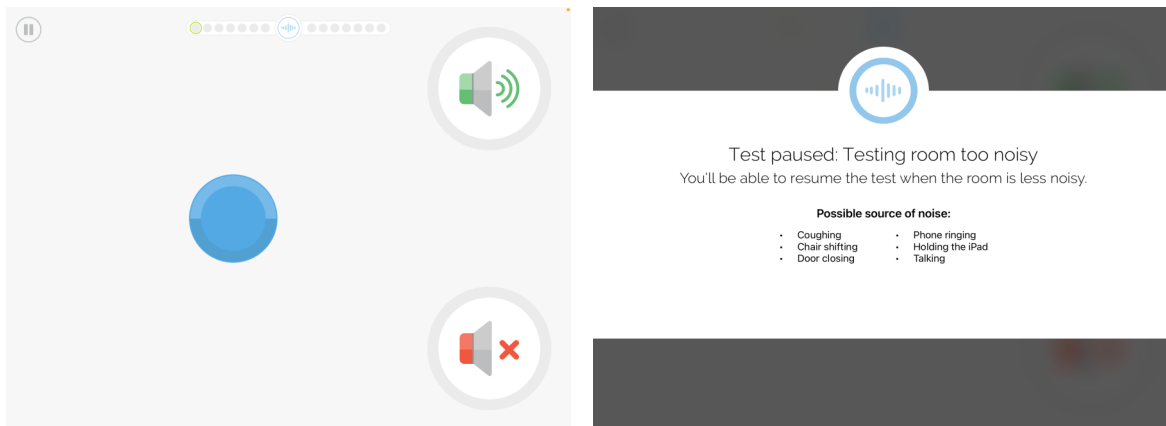 Test paused: Testing room too noisy
You'll be able to resume the test when the room is less noisy.
Possible source of noise:
• Coughing
• Chair shifting
• Door closing
• Phone ringing
• Holding the iPad
• Talking